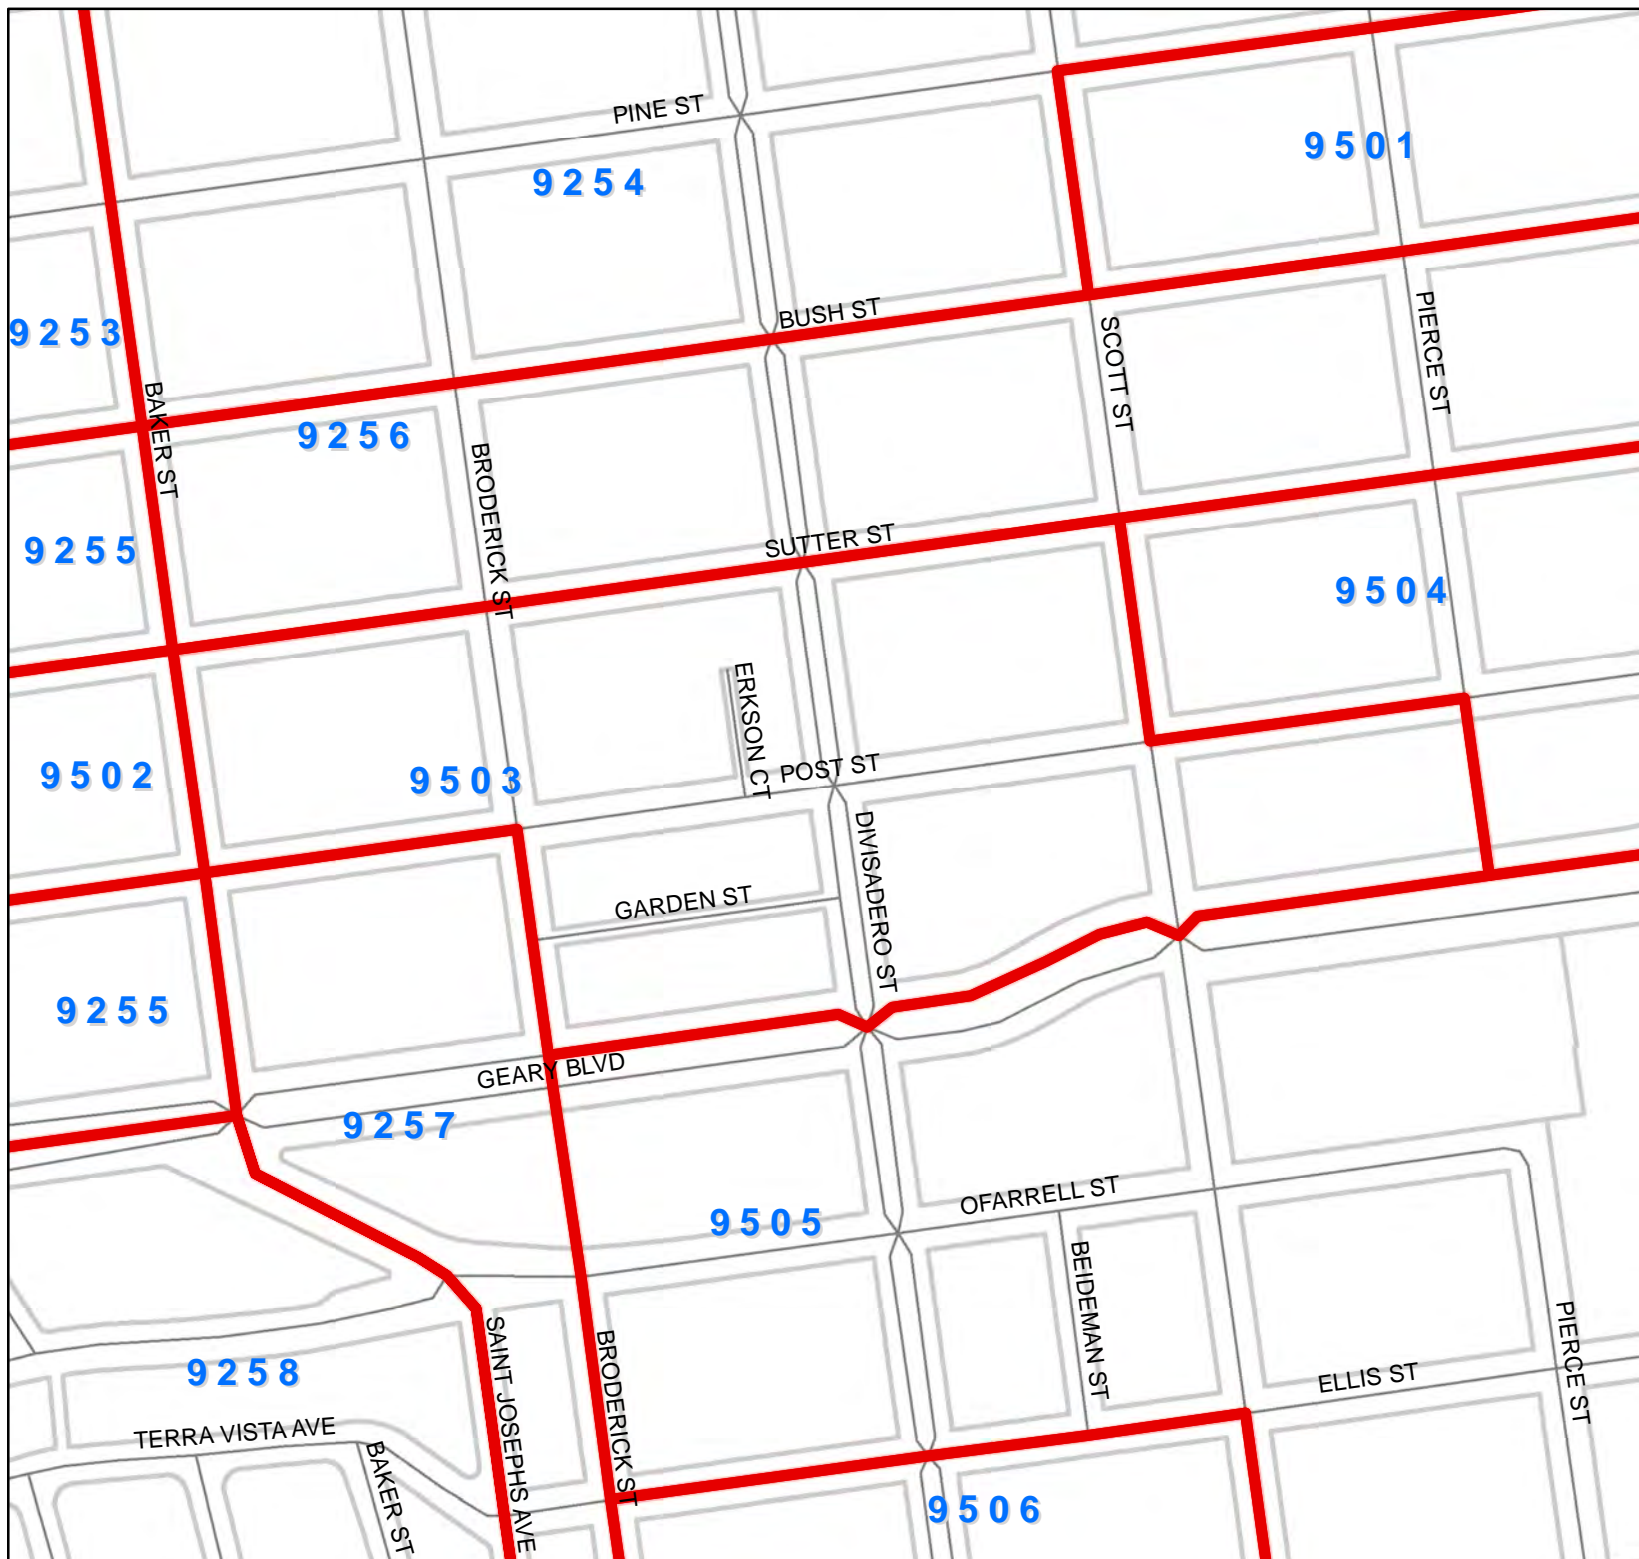 PINE ST
9501
9254
BUSH ST
9253
SCOTT ST
PIERCE ST
BAKER ST
9256
BRODERICK ST
SUTTER ST
9255
9504
ERKSON CT
POST ST
9502
9503
DIVISADERO ST
GARDEN ST
9255
GEARY BLVD
9257
OFARRELL ST
9505
BEIDEMAN ST
PIERCE ST
SAINT JOSEPHS AVE
BRODERICK ST
9258
ELLIS ST
TERRA VISTA AVE
BAKER ST
9506